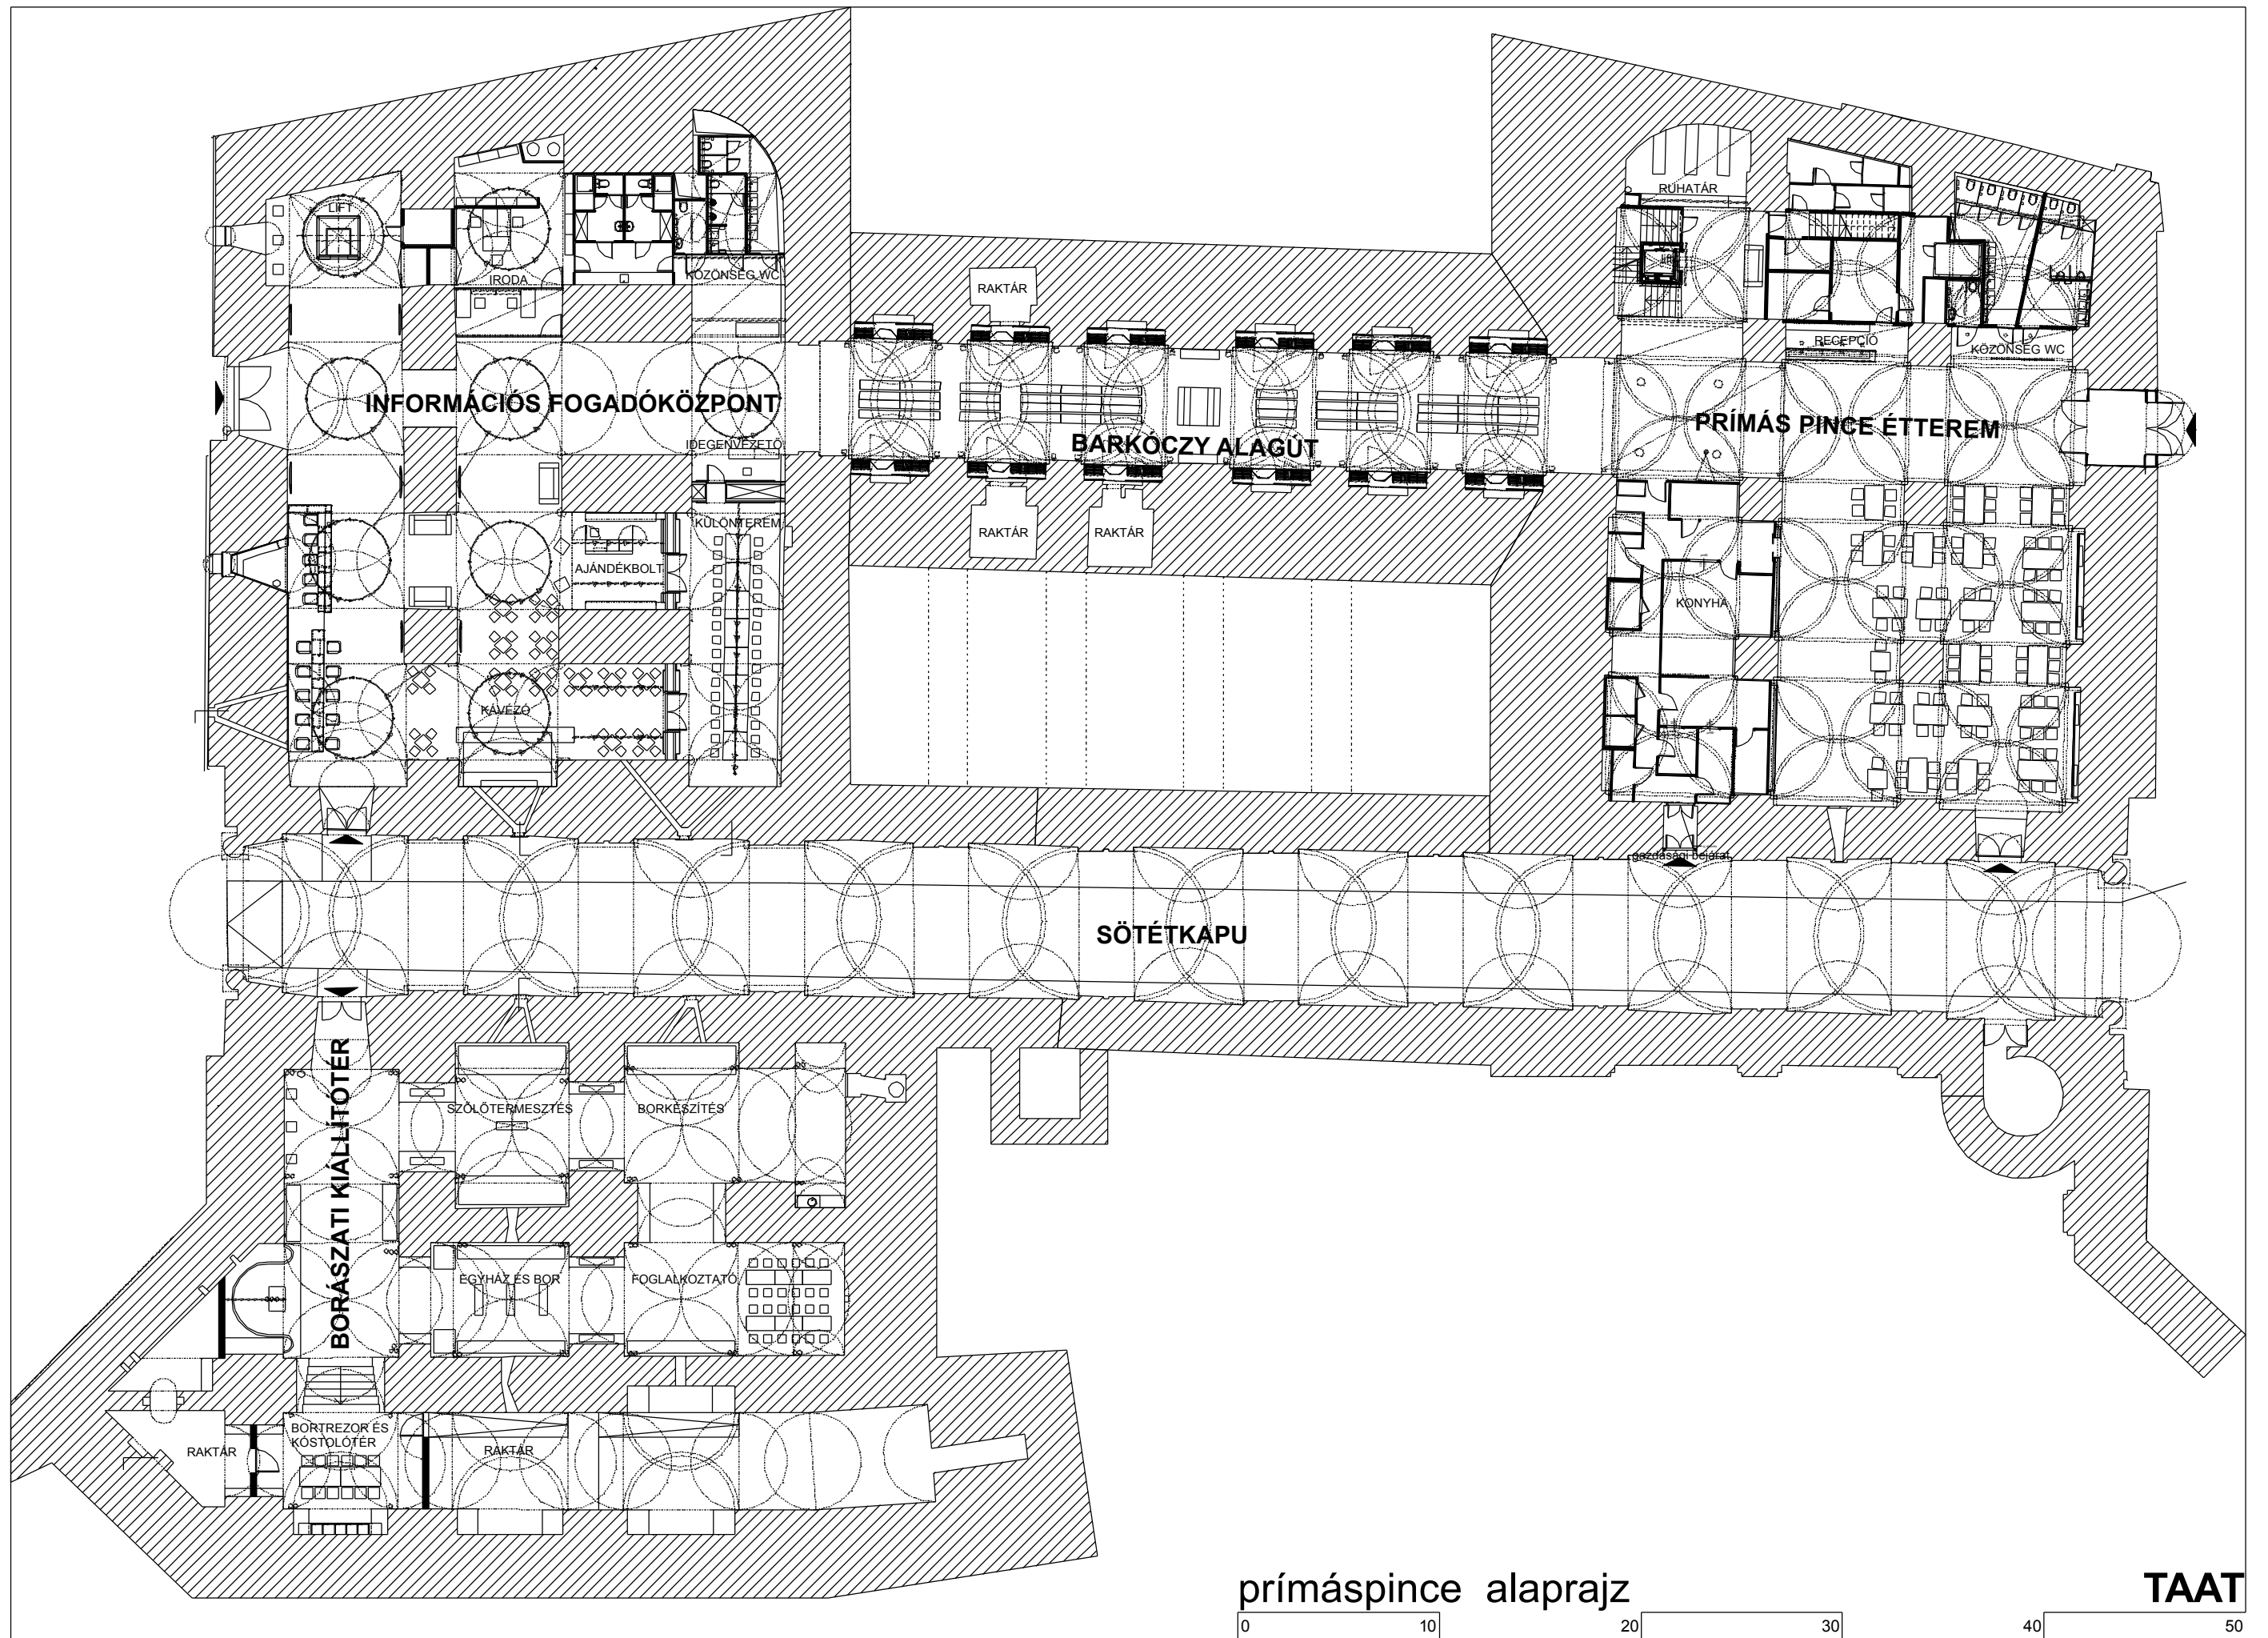 LIFT
RUHATÁR
IRODA
KÖZÖNSÉG WC
RAKTÁR
lift
RECEPCIÓ
KÖZÖNSÉG WC
INFORMÁCIÓS FOGADÓKÖZPONT
IDEGENVEZETŐ
BARKÓCZY ALAGÚT
PRÍMÁS PINCE ÉTTEREM
KÜLÖNTEREM
RAKTÁR
RAKTÁR
AJÁNDÉKBOLT
KONYHA
KÁVÉZÓ
gazdasági bejárat
SÖTÉTKAPU
BORÁSZATI KIÁLLÍTÓTÉR
SZŐLŐTERMESZTÉS
BORKÉSZÍTÉS
EGYHÁZ ÉS BOR
FOGLALKOZTATÓ
BORTREZOR ÉS
KÓSTOLÓTÉR
RAKTÁR
RAKTÁR
prímáspince alaprajz
TAAT
0 10 20 30 40 50